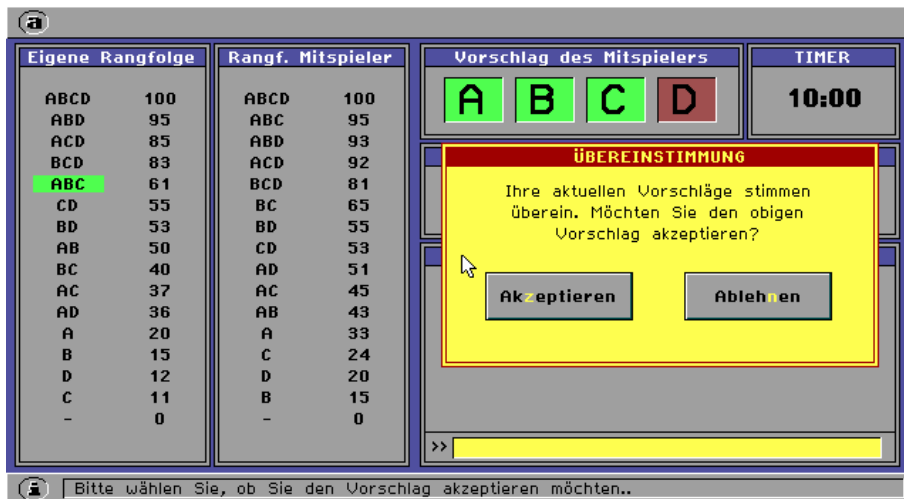 a
Eigene Rangfolge
ABCD 100
ABD 95
ACD 85
BCD 83
ABC 61
CD 55
BD 53
AB 50
BC 40
AC 37
AD 36
A 20
B 15
D 12
C 11
- 0
Rangf. Mitspieler
ABCD 100
ABC 95
ABD 93
ACD 92
BCD 81
BC 65
BD 55
CD 53
AD 51
AC 45
AB 43
A 33
C 24
D 20
B 15
- 0
Vorschlag des Mitspielers
A B C D
TIMER
10:00
ÜBEREINSTIMMUNG
Ihre aktuellen Vorschläge stimmen
überein. Möchten Sie den obigen
Vorschlag akzeptieren?
Akzeptieren
Ablehnen
>>
i
Bitte wählen Sie, ob Sie den Vorschlag akzeptieren möchten..